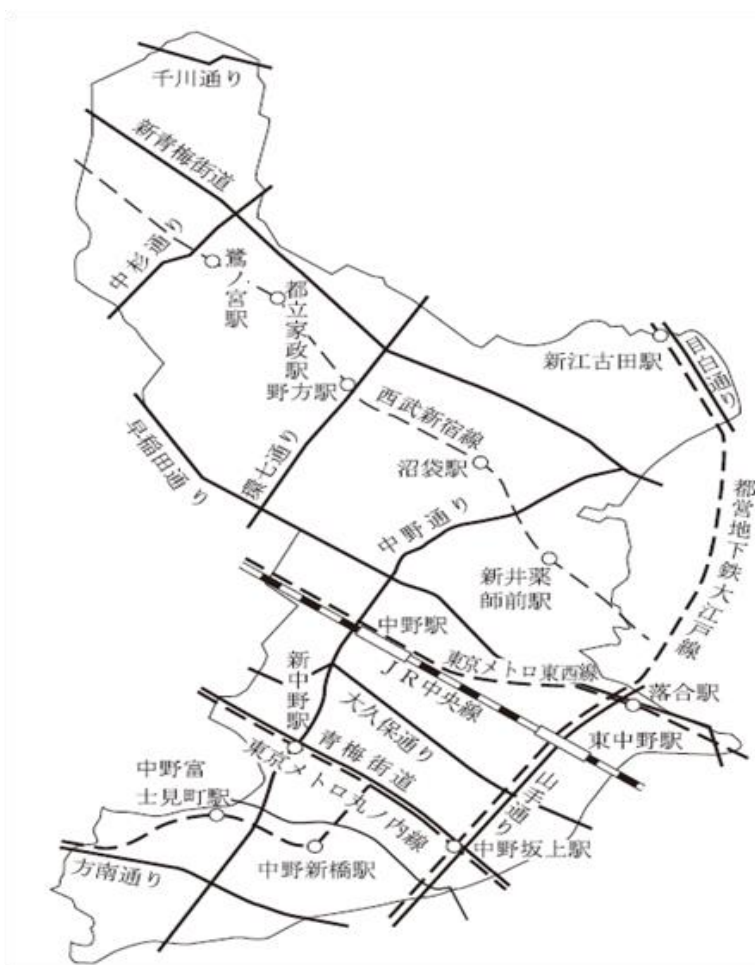 千川通り
新青梅街道
中杉通り
鷺ノ宮駅
都立家政駅
野方駅
新江古田駅
目白通り
西武新宿線
沼袋駅
早稲田通り
環七通り
中野通り
新井薬
師前駅
都営地下鉄大江戸線
中野駅
東京メトロ東西線
JR中央線
新中野駅
大久保通り
落合駅
東中野駅
青梅街道
東京メトロ丸ノ内線
山手通り
中野富
士見町駅
中野坂上駅
中野新橋駅
方南通り